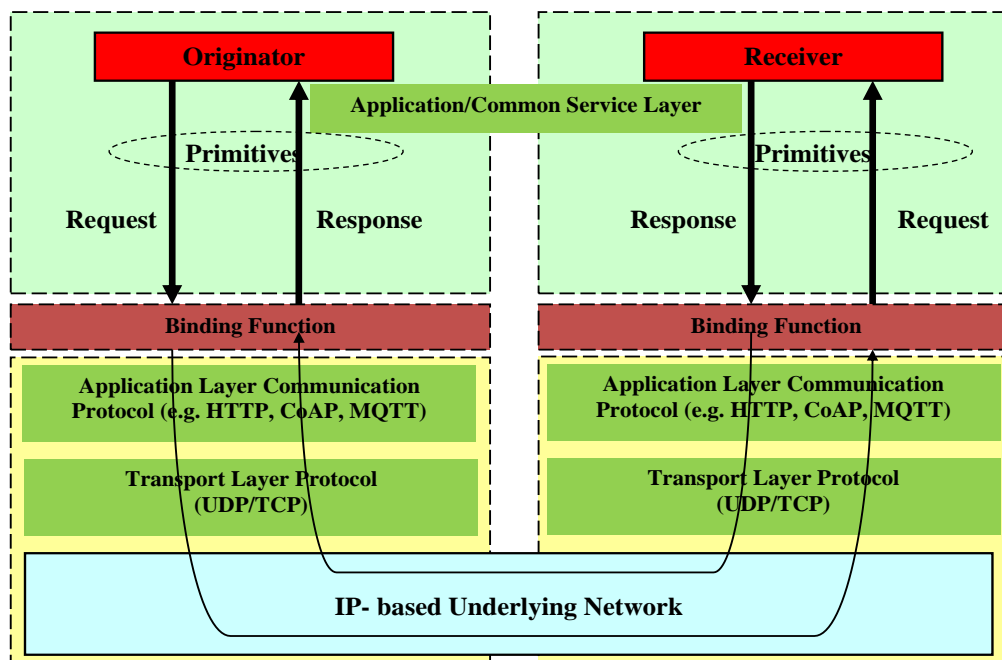 Originator
Receiver
Application/Common Service Layer
Primitives
Primitives
Request
Response
Response
Request
Binding Function
Binding Function
Application Layer Communication
Protocol (e.g. HTTP, CoAP, MQTT)
Application Layer Communication
Protocol (e.g. HTTP, CoAP, MQTT)
Transport Layer Protocol
(UDP/TCP)
Transport Layer Protocol
(UDP/TCP)
IP- based Underlying Network